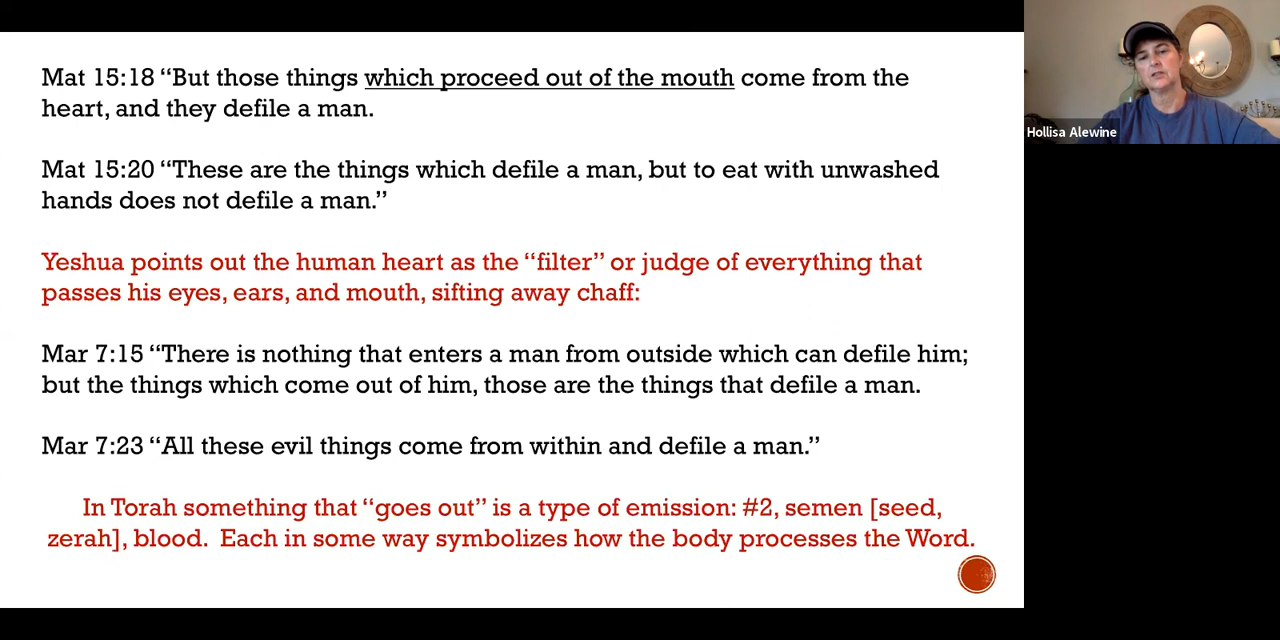 Mat 15:18 “But those things which proceed out of the mouth come from the
heart, and they defile a man.
Mat 15:20 “These are the things which defile a man, but to eat with unwashed
hands does not defile a man.”
Yeshua points out the human heart as the “filter” or judge of everything that
passes his eyes, ears, and mouth, sifting away chaff:
Mar 7:15 “There is nothing that enters a man from outside which can defile him;
but the things which come out of him, those are the things that defile a man.
Mar 7:23 “All these evil things come from within and defile a man.”
In Torah something that “goes out” is a type of emission: #2, semen [seed,
zerah], blood.  Each in some way symbolizes how the body processes the Word.
Hollisa Alewine